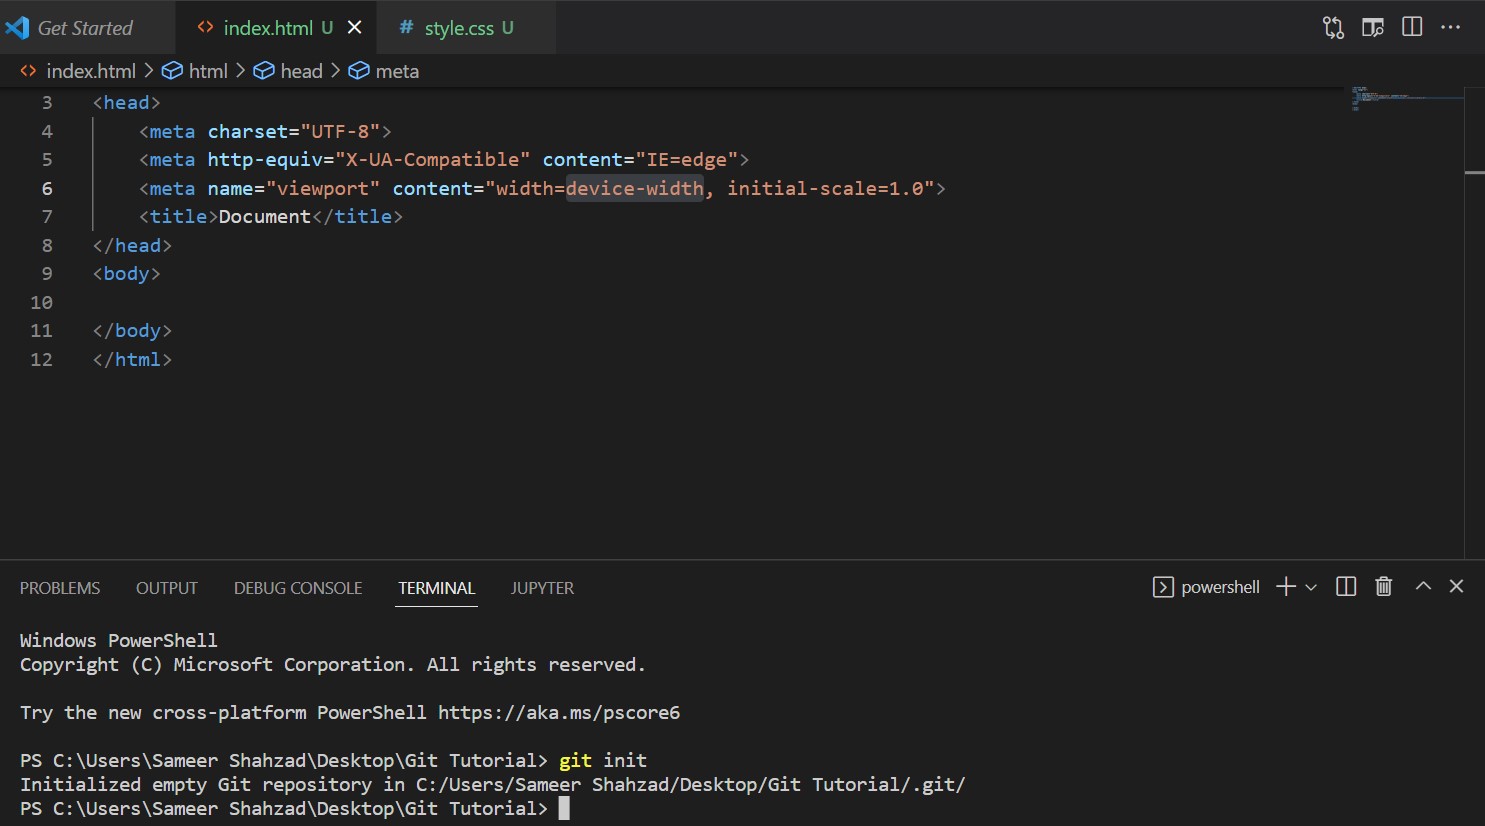 Get Started index.html U style.css U
index.html > html > head > meta
3 <head>
4     <meta charset="UTF-8">
5     <meta http-equiv="X-UA-Compatible" content="IE=edge">
6     <meta name="viewport" content="width=device-width, initial-scale=1.0">
7     <title>Document</title>
8 </head>
9 <body>
10
11 </body>
12 </html>
PROBLEMS OUTPUT DEBUG CONSOLE TERMINAL JUPYTER powershell
Windows PowerShell
Copyright (C) Microsoft Corporation. All rights reserved.
Try the new cross-platform PowerShell https://aka.ms/pscore6
PS C:\Users\Sameer Shahzad\Desktop\Git Tutorial> git init
Initialized empty Git repository in C:/Users/Sameer Shahzad/Desktop/Git Tutorial/.git/
PS C:\Users\Sameer Shahzad\Desktop\Git Tutorial>